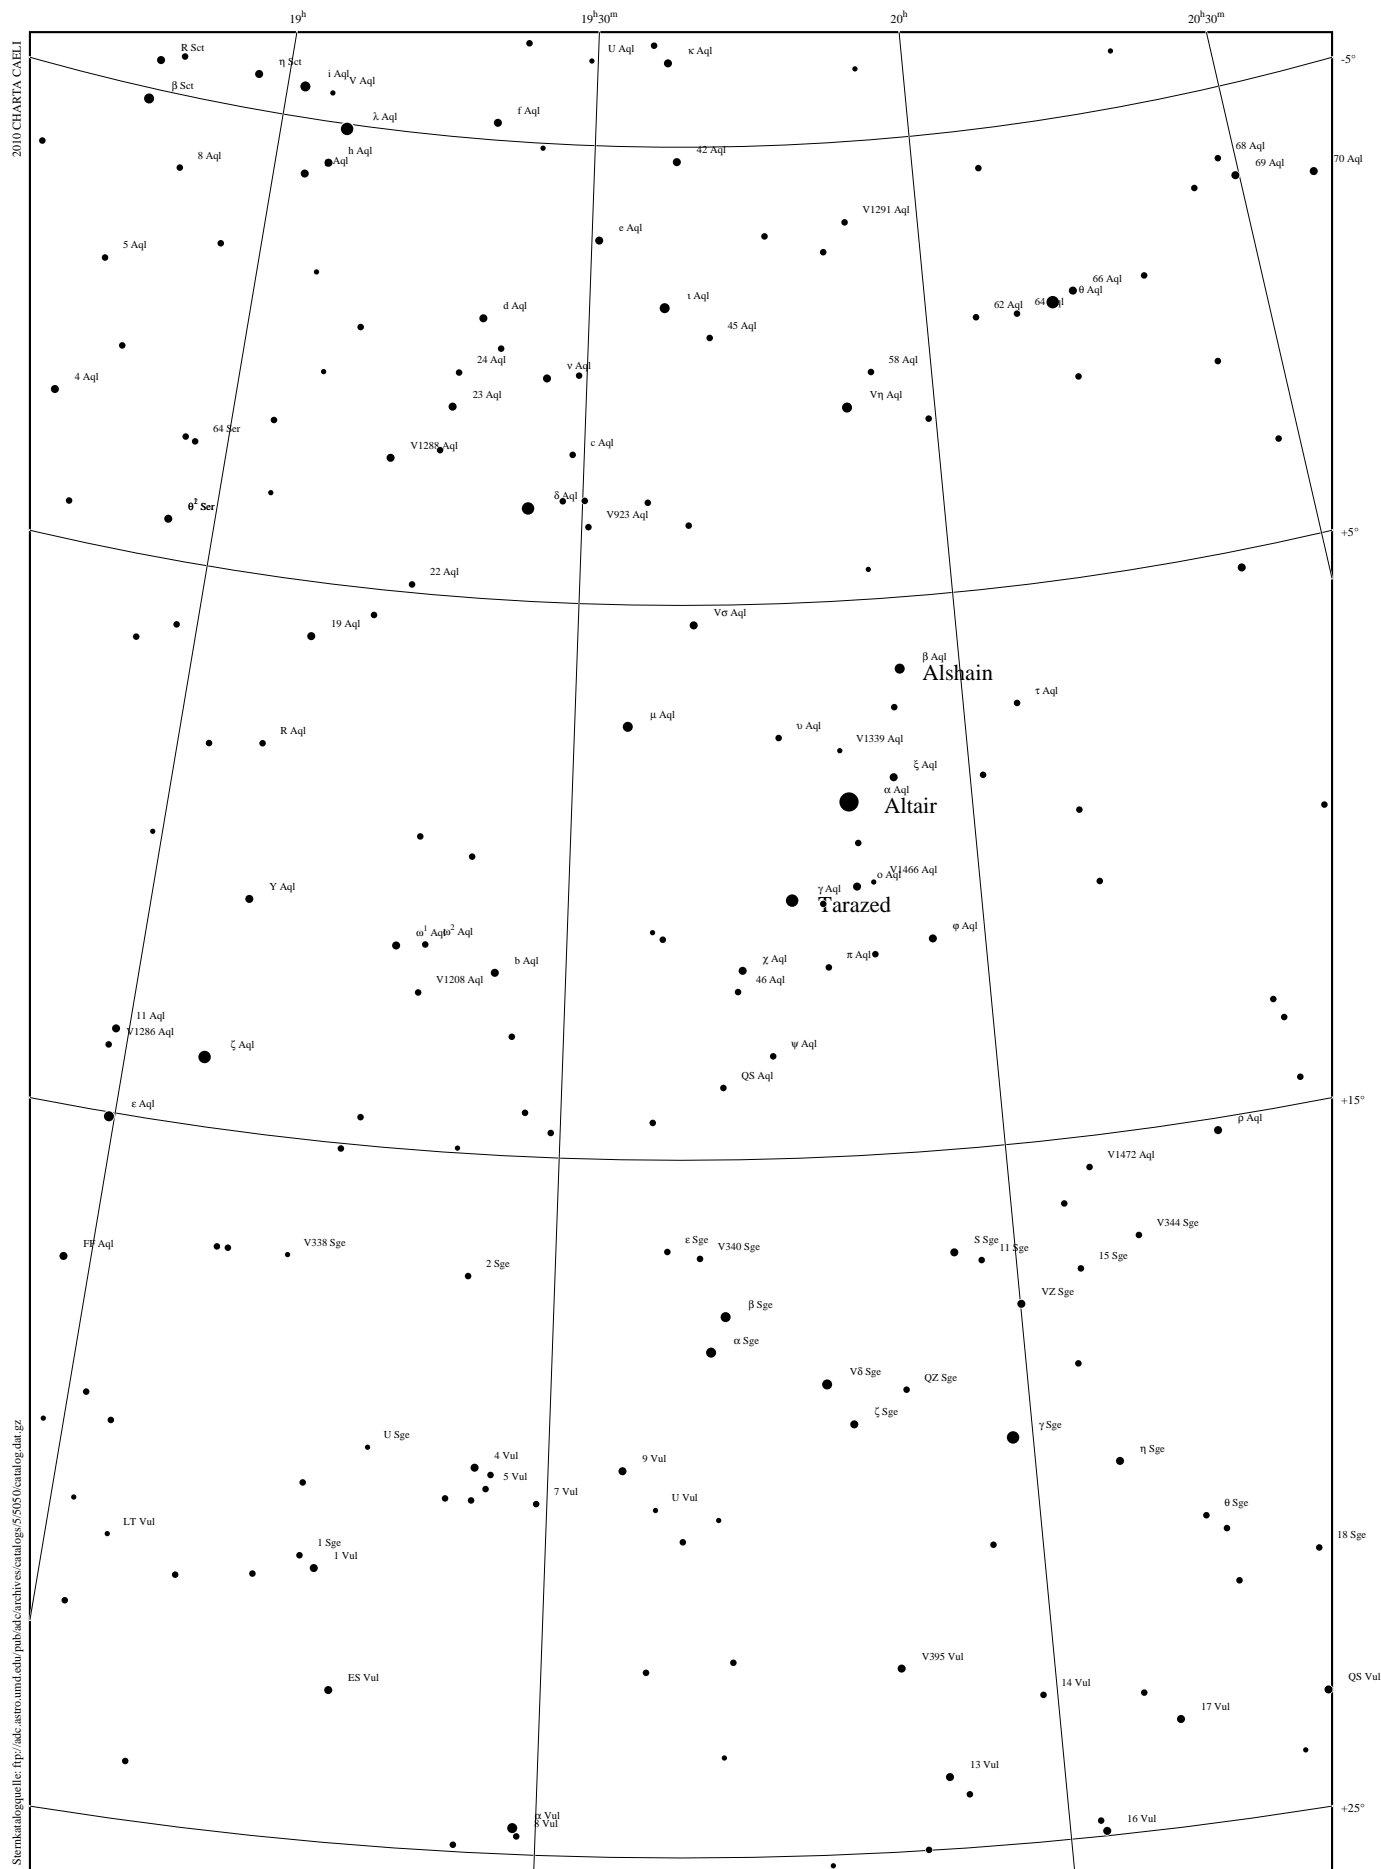 19h
19h30m
20h
20h30m
2010 CHARTA CAELI
R Sct
U Aql
κ Aql
-5°
η Sct
i Aql
V Aql
β Sct
λ Aql
f Aql
h Aql
Aql
42 Aql
68 Aql
8 Aql
69 Aql
70 Aql
V1291 Aql
e Aql
5 Aql
66 Aql
θ Aql
ι Aql
d Aql
62 Aql
64 Aql
45 Aql
24 Aql
ν Aql
58 Aql
4 Aql
23 Aql
Vη Aql
64 Ser
V1288 Aql
c Aql
δ Aql
θ2 Ser
V923 Aql
+5°
22 Aql
19 Aql
Vσ Aql
β Aql
Alshain
τ Aql
μ Aql
υ Aql
R Aql
V1339 Aql
ξ Aql
α Aql
Altair
V1466 Aql
ο Aql
Y Aql
γ Aql
Tarazed
ω1 Aql
ω2 Aql
φ Aql
b Aql
χ Aql
π Aql
V1208 Aql
46 Aql
11 Aql
V1286 Aql
ζ Aql
ψ Aql
QS Aql
ε Aql
+15°
ρ Aql
V1472 Aql
V344 Sge
FF Aql
V338 Sge
ε Sge
V340 Sge
S Sge
11 Sge
15 Sge
2 Sge
VZ Sge
β Sge
α Sge
Vδ Sge
QZ Sge
ζ Sge
γ Sge
U Sge
η Sge
4 Vul
5 Vul
9 Vul
7 Vul
U Vul
θ Sge
LT Vul
18 Sge
1 Sge
1 Vul
V395 Vul
ES Vul
14 Vul
QS Vul
17 Vul
13 Vul
+25°
α Vul
8 Vul
16 Vul
Sternkatalogquelle: ftp://adc.astro.umd.edu/pub/adc/archives/catalogs/5/5050/catalog.dat.gz